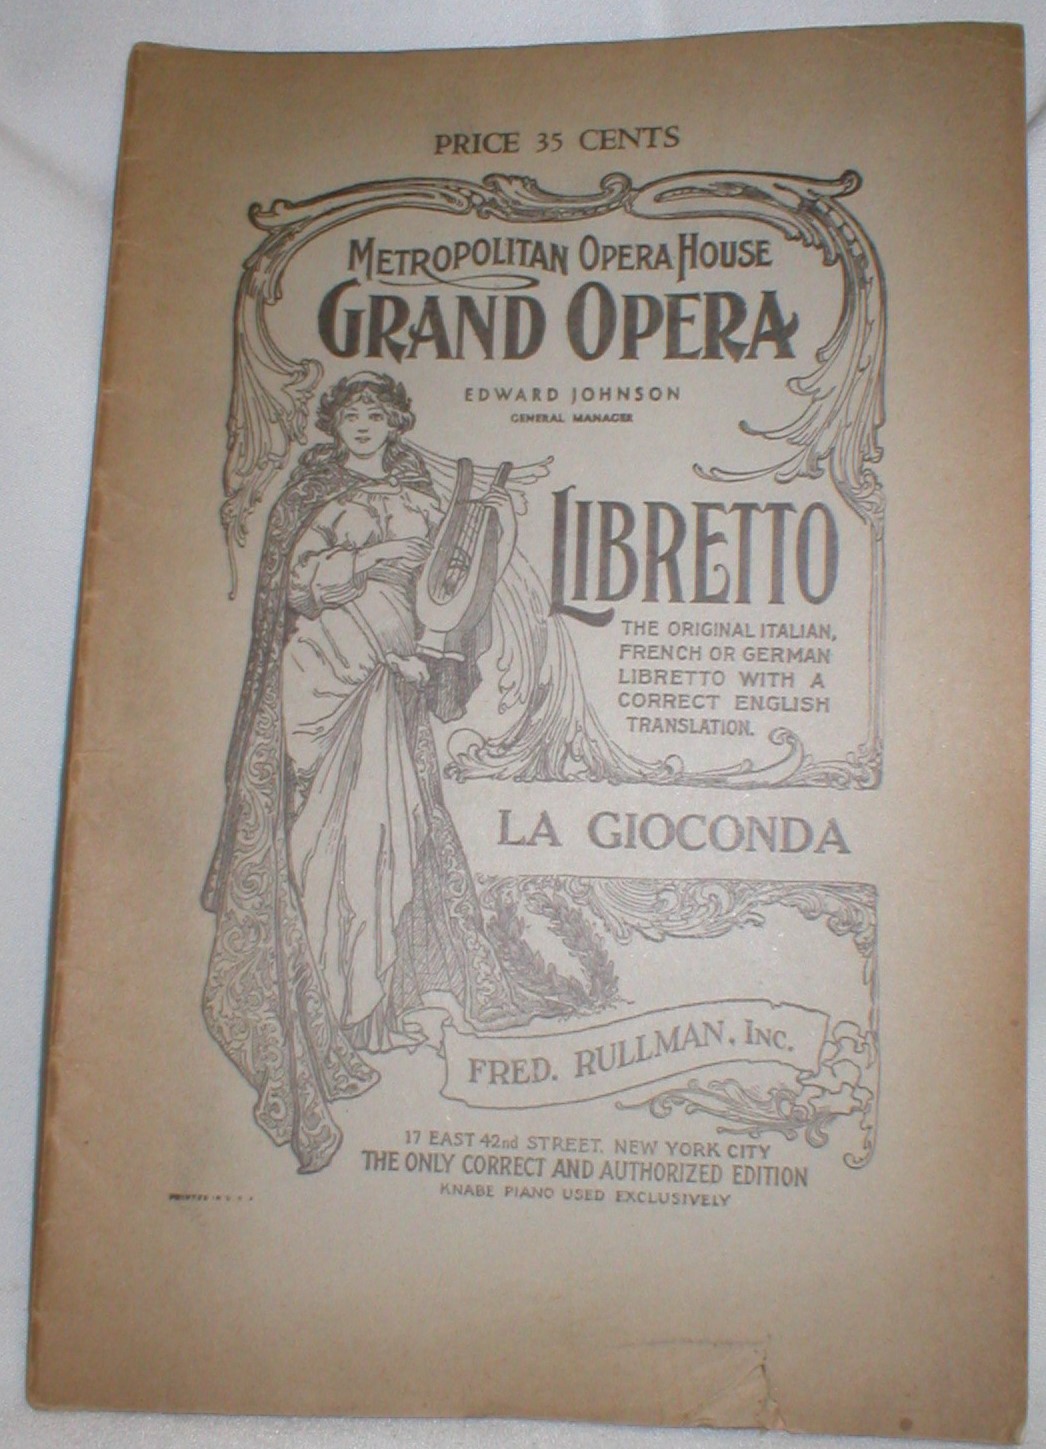 PRICE 35 CENTS
METROPOLITAN OPERA HOUSE
GRAND OPERA
EDWARD JOHNSON
GENERAL MANAGER
LIBRETTO
THE ORIGINAL ITALIAN,
FRENCH OR GERMAN
LIBRETTO WITH A
CORRECT ENGLISH
TRANSLATION.
LA GIOCONDA
FRED. RULLMAN, INC.
17 EAST 42nd STREET, NEW YORK CITY
THE ONLY CORRECT AND AUTHORIZED EDITION
KNABE PIANO USED EXCLUSIVELY
PRINTED IN U. S. A.